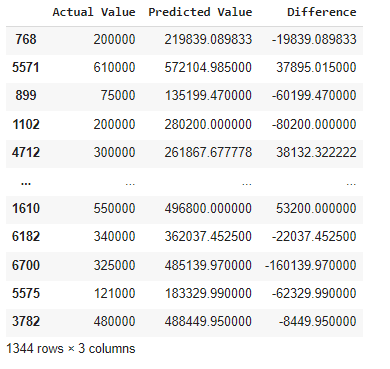 Actual Value Predicted Value Difference
768 200000 219839.089833 -19839.089833
5571 610000 572104.985000 37895.015000
899 75000 135199.470000 -60199.470000
1102 200000 280200.000000 -80200.000000
4712 300000 261867.677778 38132.322222
... ... ... ...
1610 550000 496800.000000 53200.000000
6182 340000 362037.452500 -22037.452500
6700 325000 485139.970000 -160139.970000
5575 121000 183329.990000 -62329.990000
3782 480000 488449.950000 -8449.950000
1344 rows × 3 columns